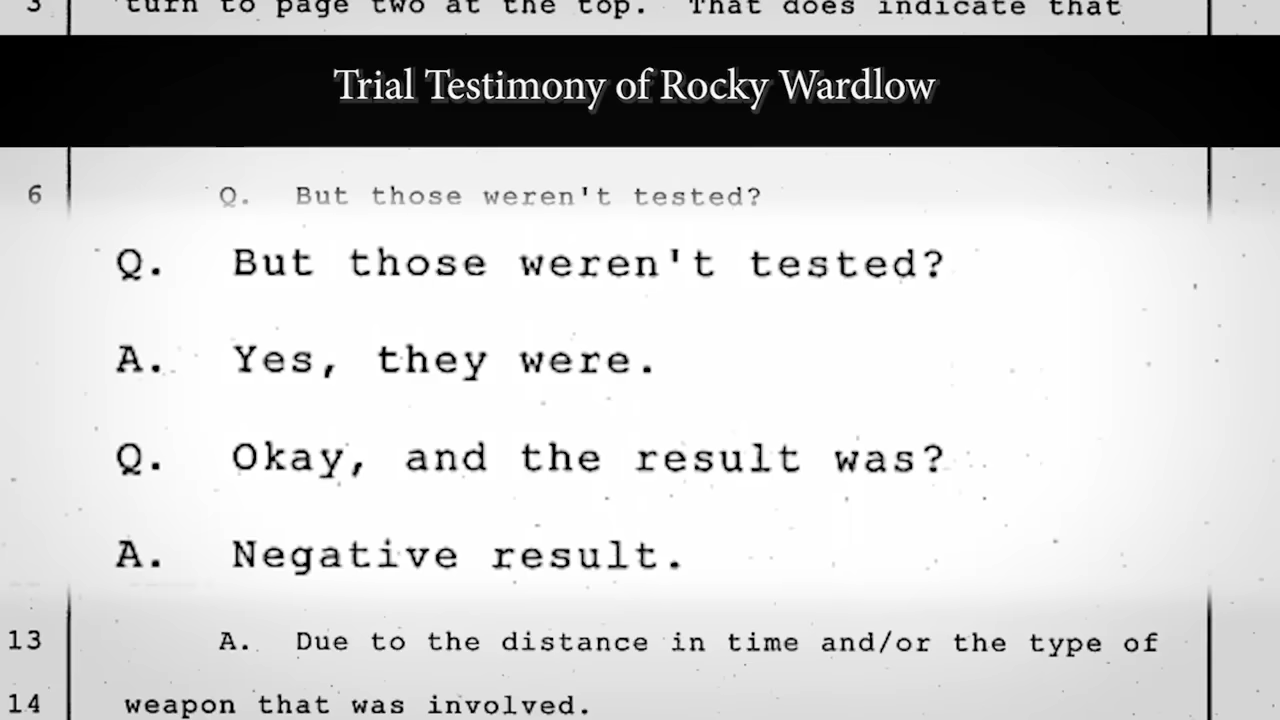 3 turn to page two at the top. That does indicate that
Trial Testimony of Rocky Wardlow
6 Q. But those weren't tested?
Q. But those weren't tested?
A. Yes, they were.
Q. Okay, and the result was?
A. Negative result.
13 A. Due to the distance in time and/or the type of
14 weapon that was involved.